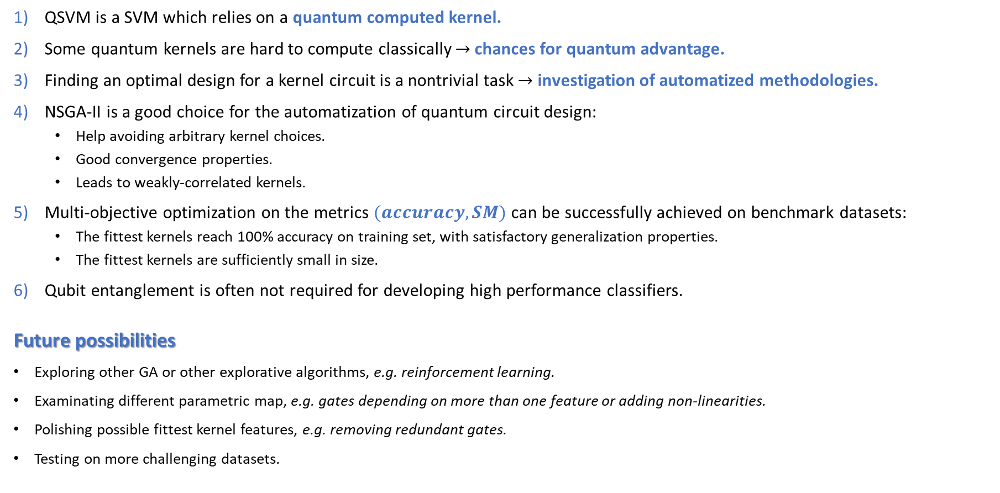 1) QSVM is a SVM which relies on a quantum computed kernel.
2) Some quantum kernels are hard to compute classically → chances for quantum advantage.
3) Finding an optimal design for a kernel circuit is a nontrivial task → investigation of automatized methodologies.
4) NSGA-II is a good choice for the automatization of quantum circuit design:
• Help avoiding arbitrary kernel choices.
• Good convergence properties.
• Leads to weakly-correlated kernels.
5) Multi-objective optimization on the metrics (accuracy, SM) can be successfully achieved on benchmark datasets:
• The fittest kernels reach 100% accuracy on training set, with satisfactory generalization properties.
• The fittest kernels are sufficiently small in size.
6) Qubit entanglement is often not required for developing high performance classifiers.
Future possibilities
• Exploring other GA or other explorative algorithms, e.g. reinforcement learning.
• Examinating different parametric map, e.g. gates depending on more than one feature or adding non-linearities.
• Polishing possible fittest kernel features, e.g. removing redundant gates.
• Testing on more challenging datasets.